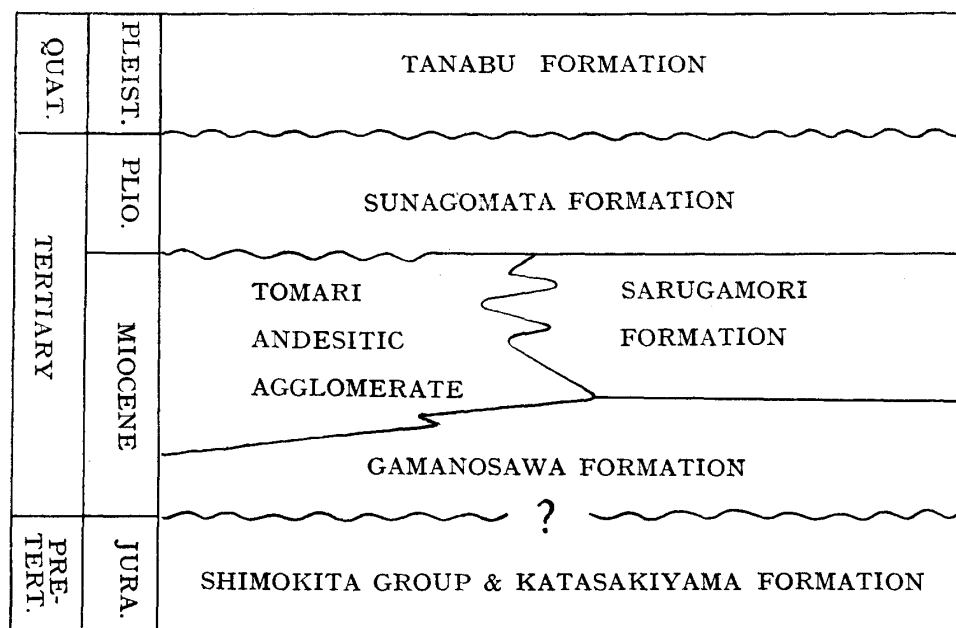 QUAT.
PLEIST.
TANABU FORMATION
TERTIARY
PLIO.
SUNAGOMATA FORMATION
MIOCENE
TOMARI
ANDESITIC
AGGLOMERATE
SARUGAMORI
FORMATION
GAMANOSAWA FORMATION
?
PRE-
TERT.
JURA.
SHIMOKITA GROUP & KATASAKIYAMA FORMATION